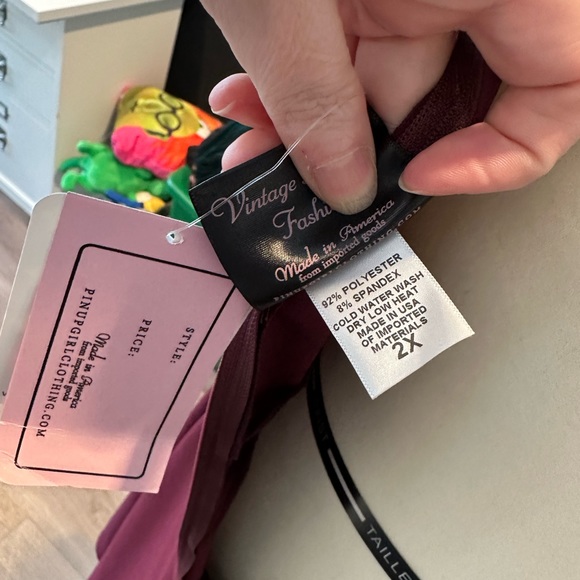 Vintage
Fashi
Made in America
from imported goods
92% POLYESTER
8% SPANDEX
COLD WATER WASH
DRY LOW HEAT
MADE IN USA
OF IMPORTED
MATERIALS
2X
STYLE:
PRICE:
Made in America
from imported goods
PINUPGIRLCLOTHING.COM
TAILLE